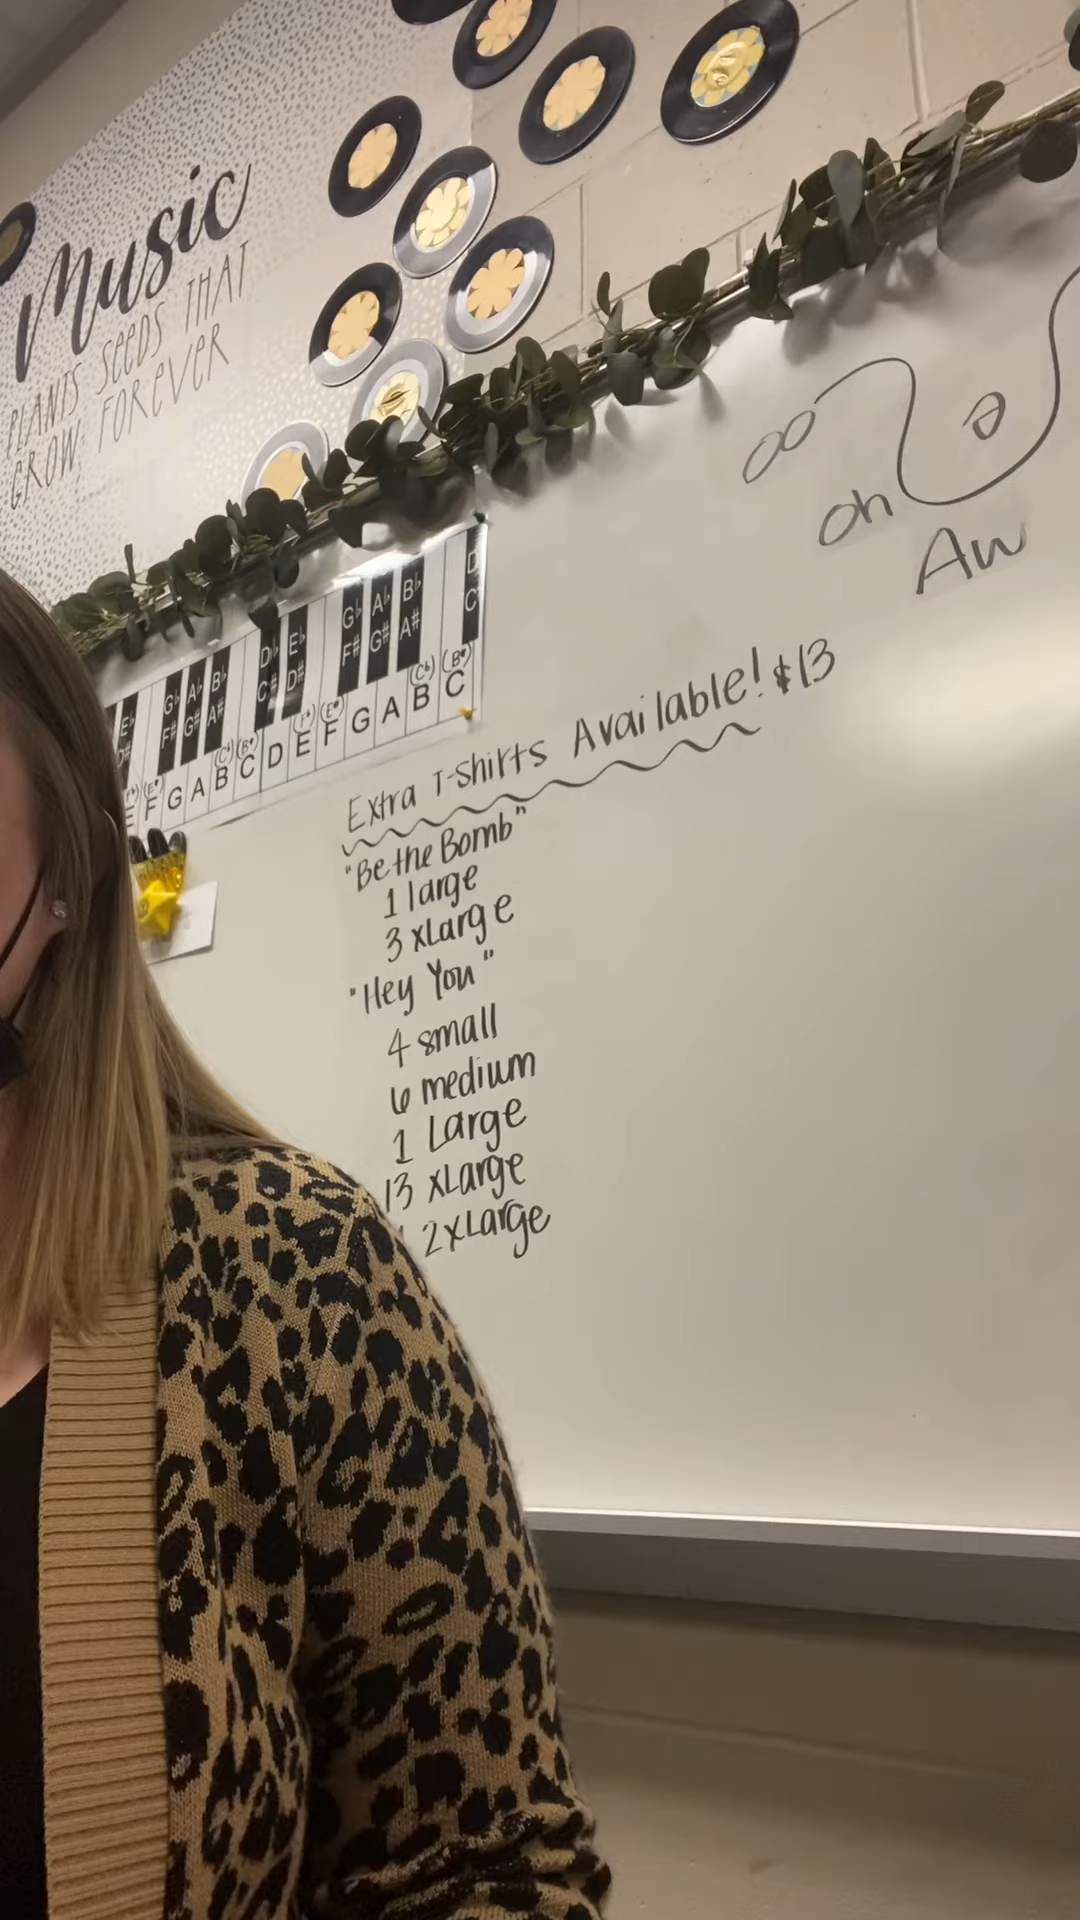 Music
PLANTS SEEDS THAT
GROW FOREVER
oo
oh
Aw
ə
G♭ A♭ B♭
F# G# A#
D♭ E♭
C# D#
G♭ A♭ B♭
F# G# A#
D
C
(C♭) (B#)
(F♭) (E#)
(C♭) (B#)
F G A B C D E F G A B C
Extra T-Shirts Available! $13
"Be the Bomb"
1 large
3 xLarge
"Hey You"
4 small
6 medium
1 Large
13 xLarge
2xLarge